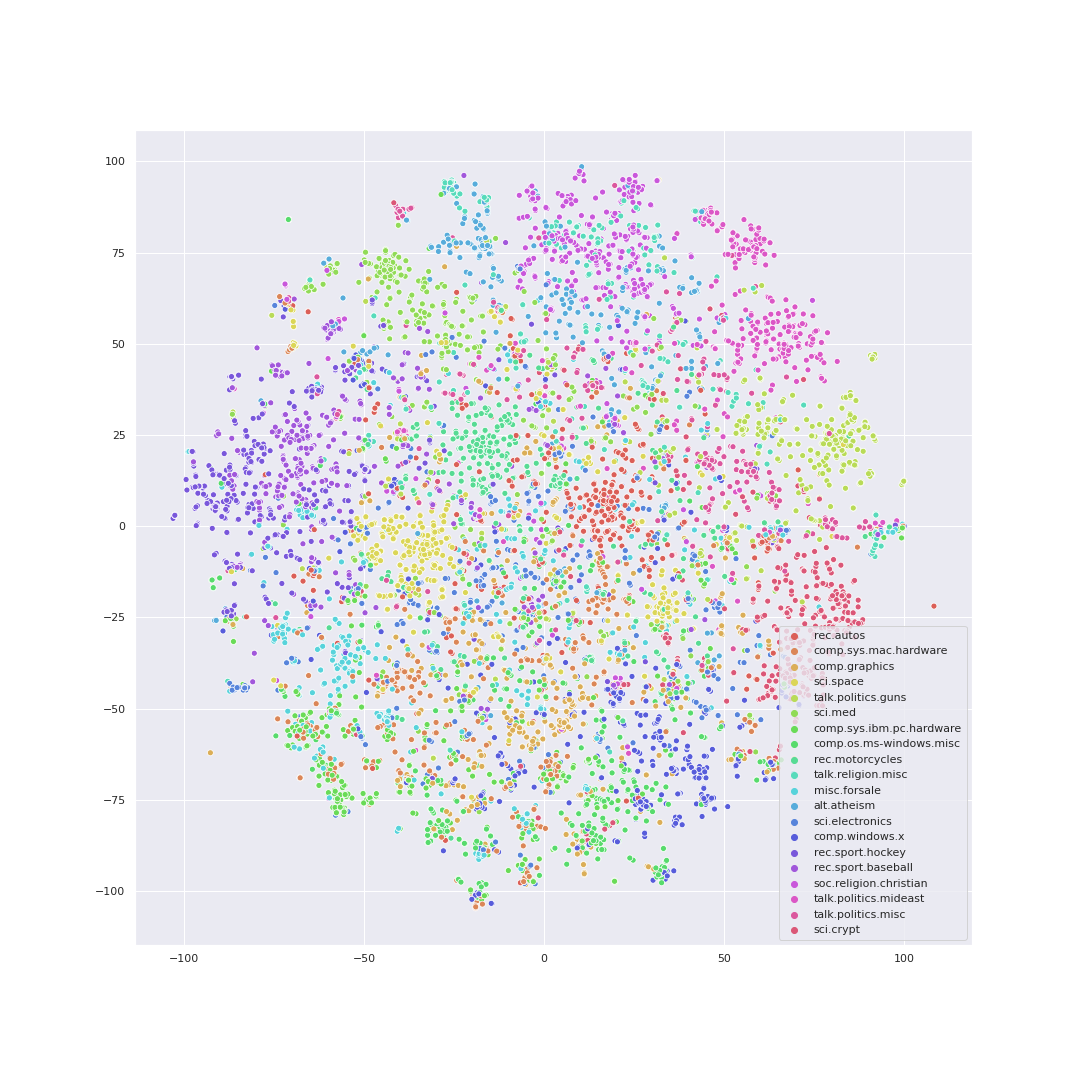 100
75
50
25
0
−25
−50
−75
−100
−100
−50
0
50
100
rec.autos
comp.sys.mac.hardware
comp.graphics
sci.space
talk.politics.guns
sci.med
comp.sys.ibm.pc.hardware
comp.os.ms-windows.misc
rec.motorcycles
talk.religion.misc
misc.forsale
alt.atheism
sci.electronics
comp.windows.x
rec.sport.hockey
rec.sport.baseball
soc.religion.christian
talk.politics.mideast
talk.politics.misc
sci.crypt